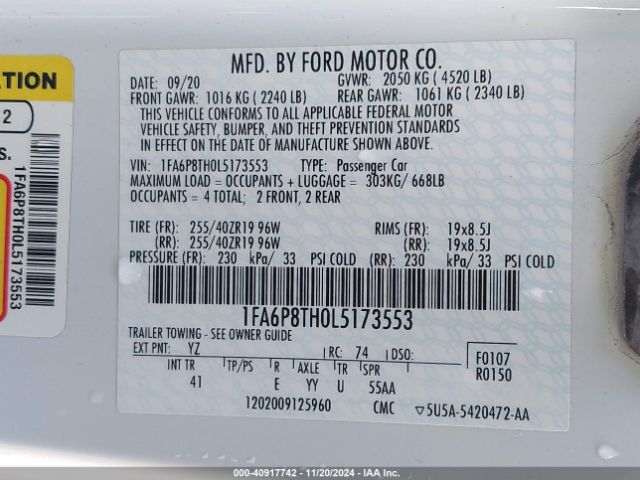 ATION
2
S.
1FA6P8TH0L5173553
MFD. BY FORD MOTOR CO.
DATE: 09/20 GVWR: 2050 KG ( 4520 LB)
FRONT GAWR: 1016 KG ( 2240 LB) REAR GAWR: 1061 KG ( 2340 LB)
THIS VEHICLE CONFORMS TO ALL APPLICABLE FEDERAL MOTOR
VEHICLE SAFETY, BUMPER, AND THEFT PREVENTION STANDARDS
IN EFFECT ON THE DATE OF MANUFACTURE SHOWN ABOVE.
VIN: 1FA6P8TH0L5173553 TYPE: Passenger Car
MAXIMUM LOAD = OCCUPANTS + LUGGAGE = 303KG/ 668LB
OCCUPANTS = 4 TOTAL; 2 FRONT, 2 REAR
TIRE (FR): 255/40ZR19 96W RIMS (FR): 19x8.5J
(RR): 255/40ZR19 96W (RR): 19x8.5J
PRESSURE (FR): 230 kPa/ 33 PSI COLD (RR): 230 kPa/ 33 PSI COLD
1FA6P8TH0L5173553
TRAILER TOWING - SEE OWNER GUIDE
EXT PNT: YZ RC: 74 DSO: F0107
R0150
INT TR TP/PS R AXLE TR SPR
41 E YY U 55AA
1202009125960 CMC ▽5U5A-5420472-AA
000-40917742 - 11/20/2024 - IAA Inc.